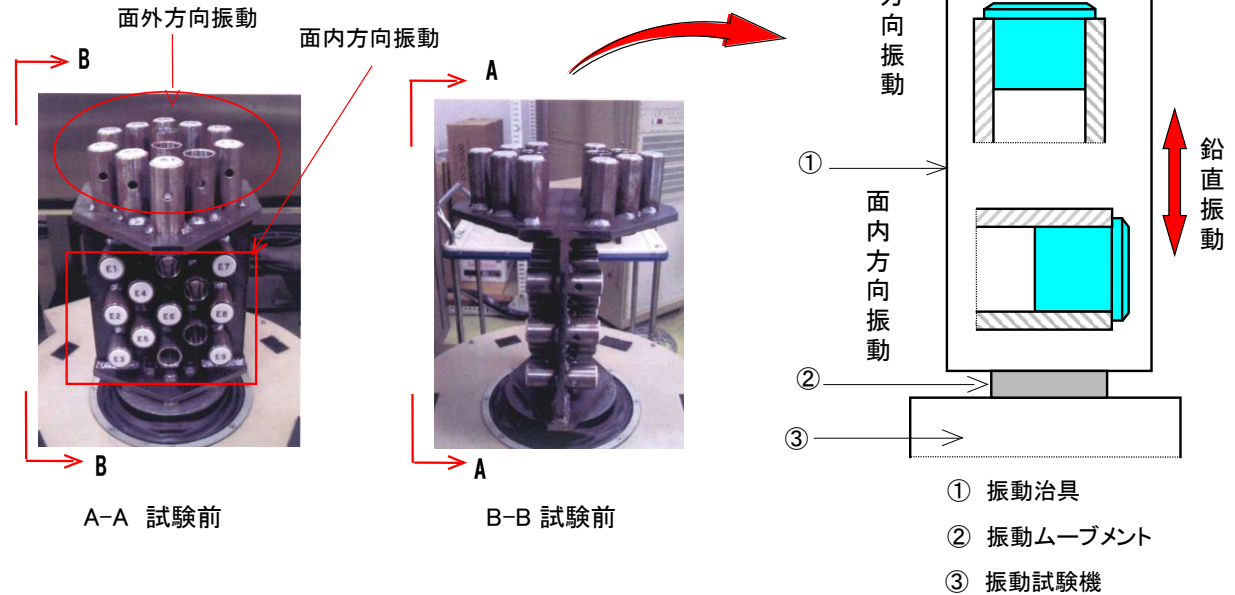 面外方向振動
面内方向振動
B
A
E1
E7
E4
E2
E6
E8
E5
E3
E9
B
A
A-A 試験前
B-B 試験前
方向振動
①
面内方向振動
鉛直振動
②
③
① 振動治具
② 振動ムーブメント
③ 振動試験機